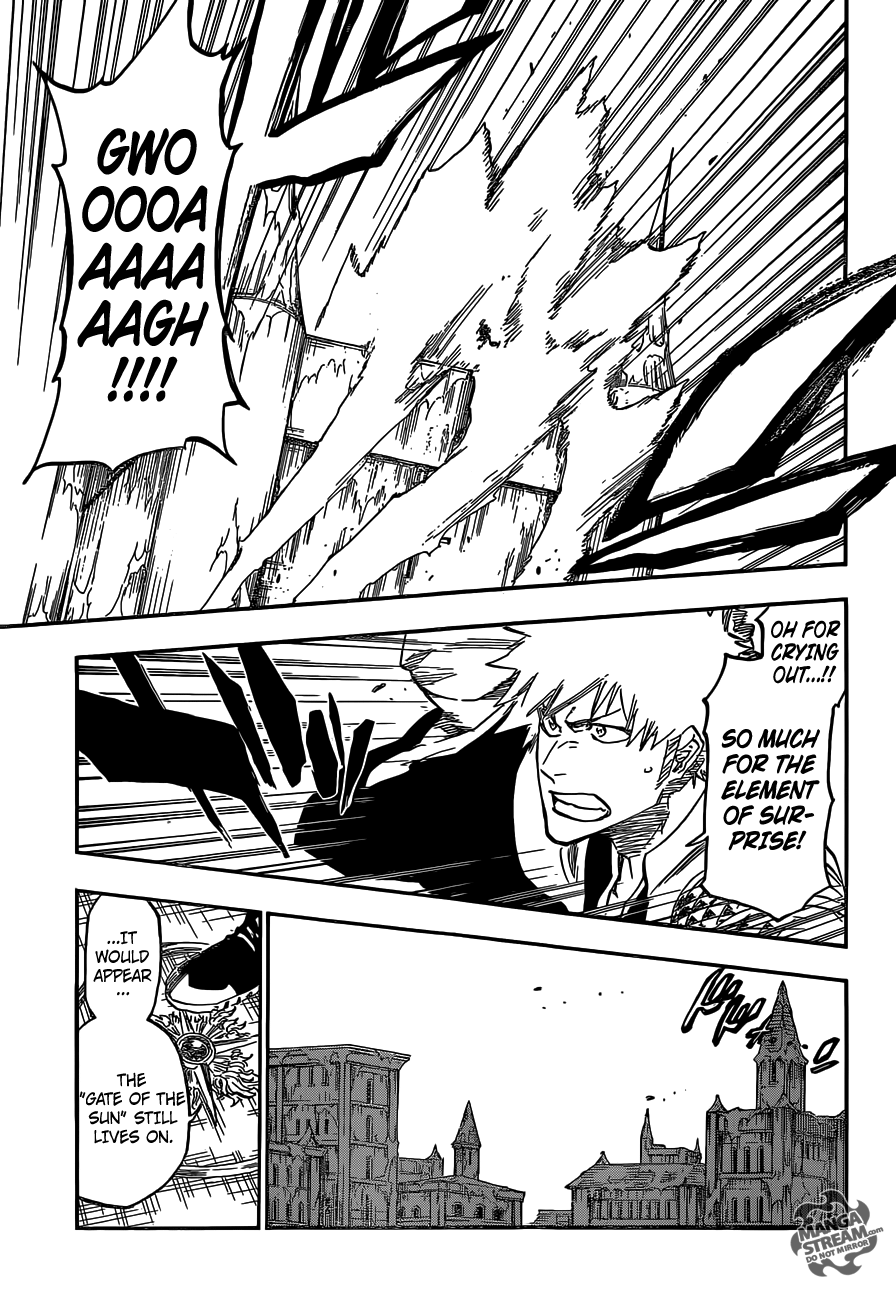 GWO
OOOA
AAAA
AAGH
!!!!
OH FOR
CRYING
OUT...!!
SO MUCH
FOR THE
ELEMENT
OF SUR-
PRISE!
...IT
WOULD
APPEAR
...
THE
"GATE OF THE
SUN" STILL
LIVES ON.
MANGA
STREAM.com
DO NOT MIRROR